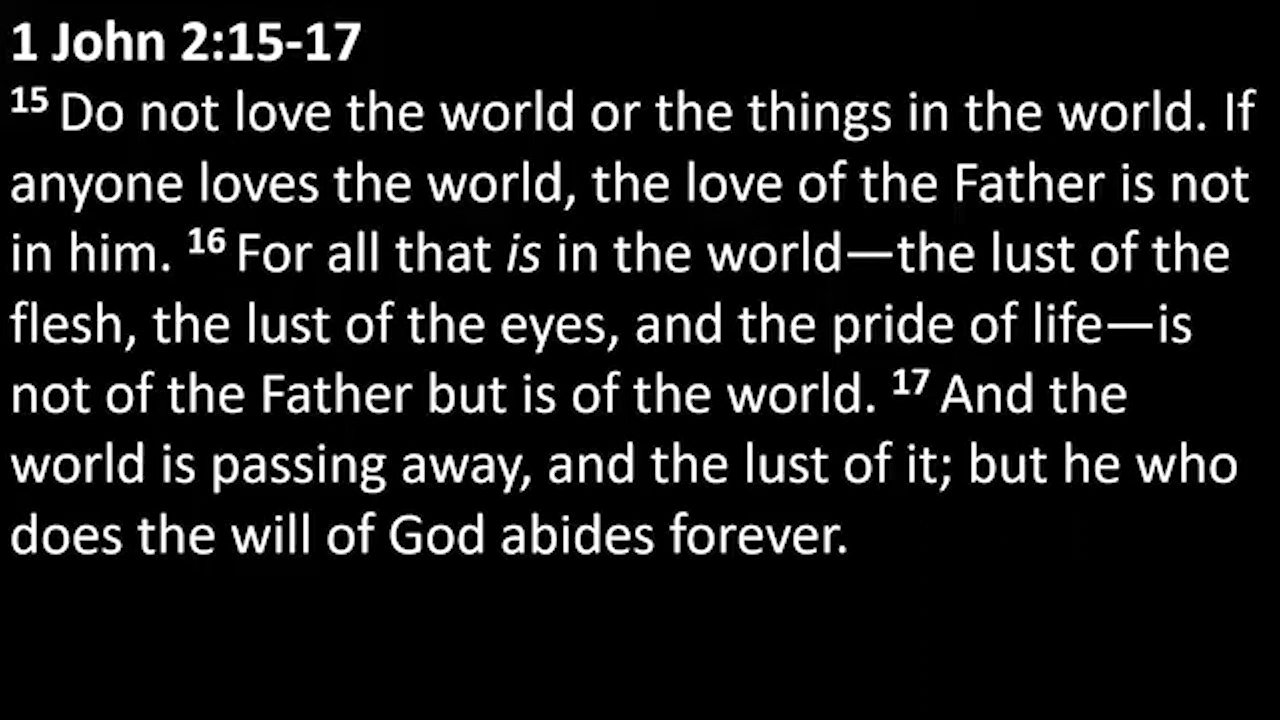 1 John 2:15-17
15 Do not love the world or the things in the world. If
anyone loves the world, the love of the Father is not
in him. 16 For all that is in the world—the lust of the
flesh, the lust of the eyes, and the pride of life—is
not of the Father but is of the world. 17 And the
world is passing away, and the lust of it; but he who
does the will of God abides forever.